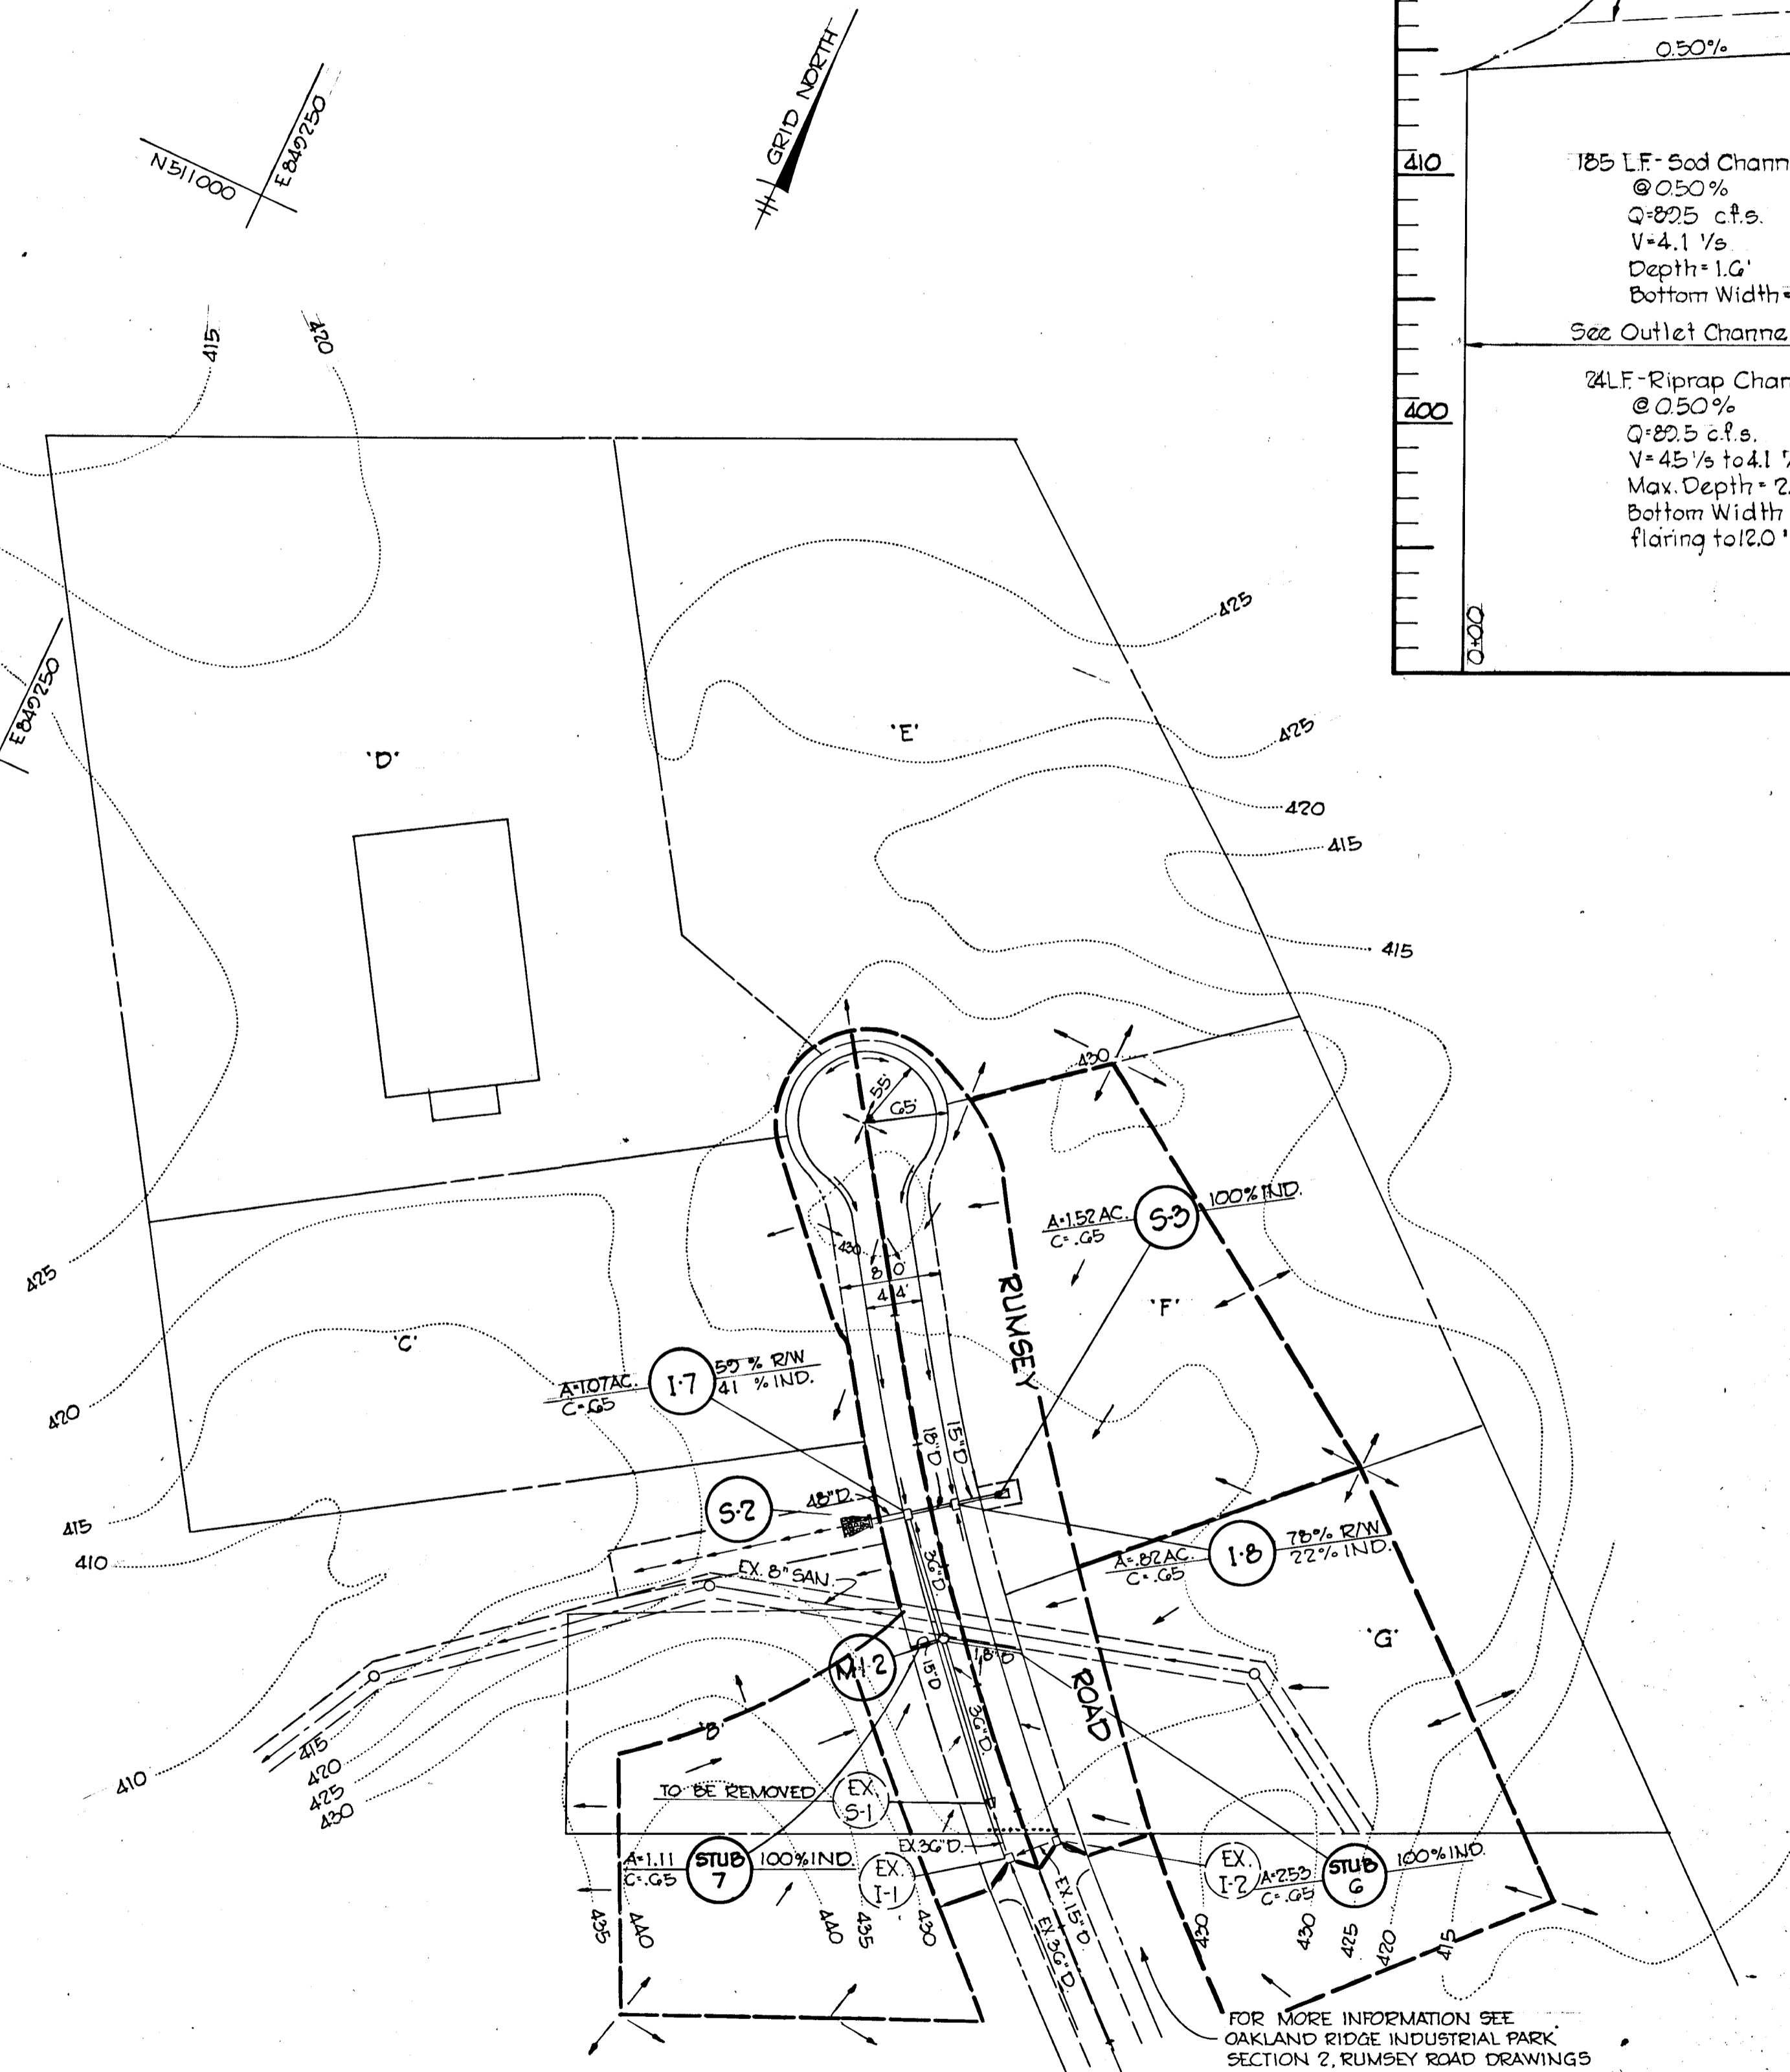 GRID NORTH
N511000
E849250
0.50%
410
185 L.F.- Sod Chann
@ 0.50%
Q=89.5 c.f.s.
V=4.1 '/s
Depth = 1.6'
Bottom Width =
See Outlet Channe
24 L.F.-Riprap Char
@ 0.50%
Q=89.5 c.f.s.
V= 4.5 '/s to 4.1 '/
Max. Depth = 2.
Bottom Width
flaring to 12.0 '
400
0+00
415
420
425
E849250
'D'
'E'
425
420
415
415
430
55'
65'
A=1.52 AC.
C= .65
S-3
100% IND.
430
80'
44'
RUMSEY
'F'
425
'C'
A=1.07 AC.
C=.65
I-7
59 % R/W
41 % IND.
420
18"D
15"D
S-2
48"D.
415
410
EX. 8" SAN.
36"D
A=.82 AC.
C= .65
I-8
78% R/W
22% IND.
'G'
M-1-2
15"D
18"D
36"D.
ROAD
'B'
415
420
425
430
410
TO BE REMOVED
EX.
S-1
EX 36"D.
A=1.11
C=.65
STUB
7
100% IND.
EX.
I-1
EX.
I-2
A=2.53
C= .65
STUB
6
100% IND.
435
440
440
435
430
EX. 15"D.
EX. 36"D.
430
430
425
420
415
FOR MORE INFORMATION SEE
OAKLAND RIDGE INDUSTRIAL PARK
SECTION 2, RUMSEY ROAD DRAWINGS